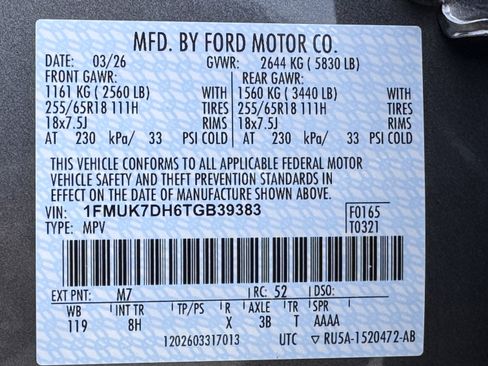 MFD. BY FORD MOTOR CO.
DATE: 03/26 GVWR: 2644 KG ( 5830 LB)
FRONT GAWR: REAR GAWR:
1161 KG ( 2560 LB) WITH 1560 KG ( 3440 LB) WITH
255/65R18 111H TIRES 255/65R18 111H TIRES
18x7.5J RIMS 18x7.5J RIMS
AT 230 kPa/ 33 PSI COLD AT 230 kPa/ 33 PSI COLD
THIS VEHICLE CONFORMS TO ALL APPLICABLE FEDERAL MOTOR
VEHICLE SAFETY AND THEFT PREVENTION STANDARDS IN
EFFECT ON THE DATE OF MANUFACTURE SHOWN ABOVE.
VIN: 1FMUK7DH6TGB39383 F0165
TYPE: MPV T0321
EXT PNT: M7 RC: 52 DSO:
WB INT TR TP/PS R AXLE TR SPR
119 8H X 3B T AAAA
1202603317013 UTC ▽ RU5A-1520472-AB